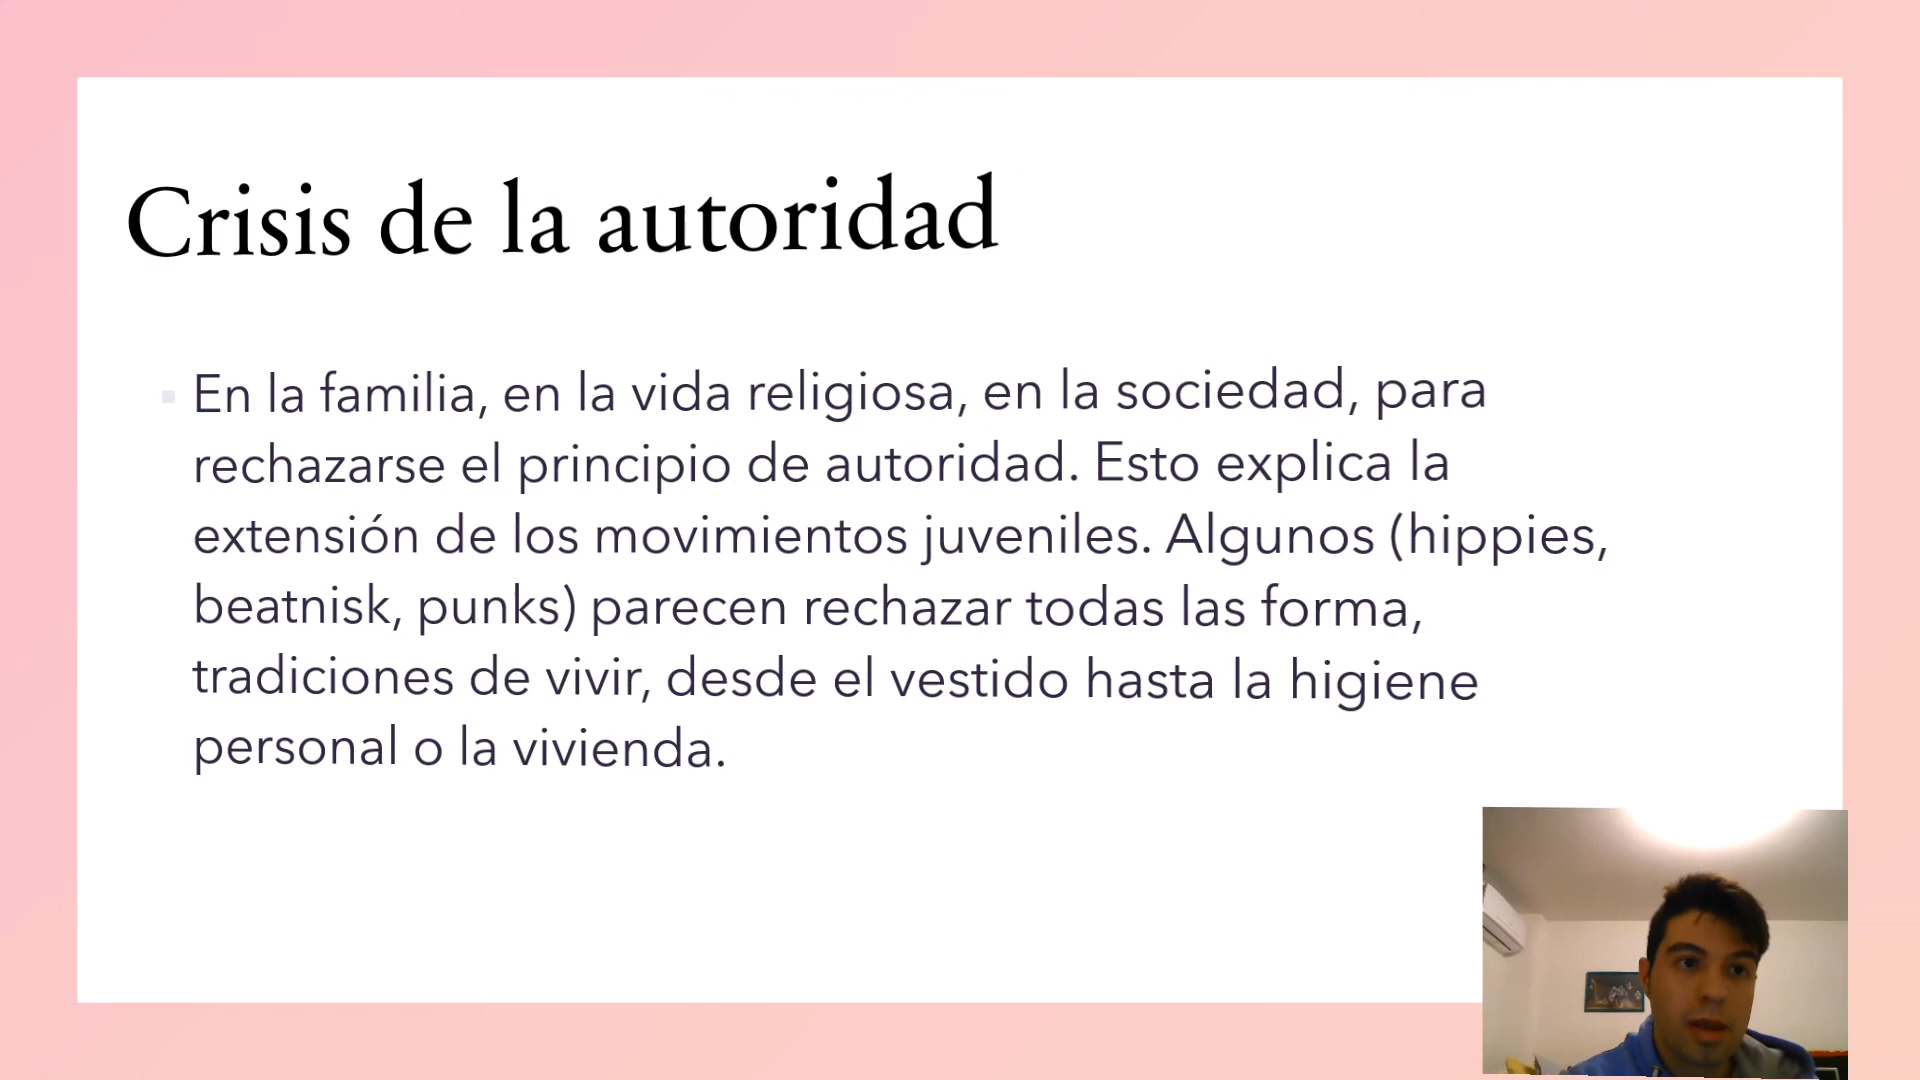 Crisis de la autoridad
En la familia, en la vida religiosa, en la sociedad, para
rechazarse el principio de autoridad. Esto explica la
extensión de los movimientos juveniles. Algunos (hippies,
beatnisk, punks) parecen rechazar todas las forma,
tradiciones de vivir, desde el vestido hasta la higiene
personal o la vivienda.